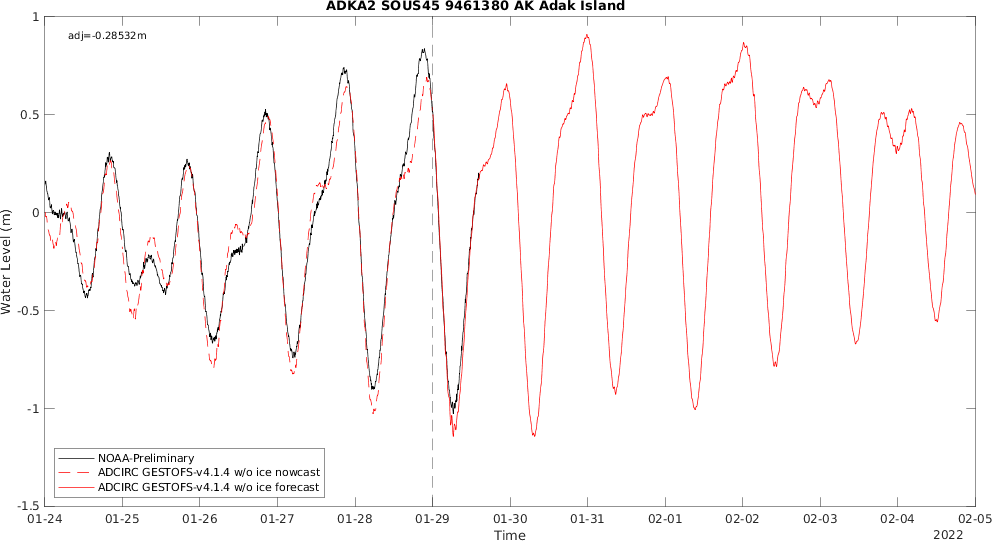 ADKA2 SOUS45 9461380 AK Adak Island
adj=-0.28532m
1
0.5
0
-0.5
-1
-1.5
Water Level (m)
NOAA-Preliminary
ADCIRC GESTOFS-v4.1.4 w/o ice nowcast
ADCIRC GESTOFS-v4.1.4 w/o ice forecast
01-24 01-25 01-26 01-27 01-28 01-29 01-30 01-31 02-01 02-02 02-03 02-04 02-05
Time
2022